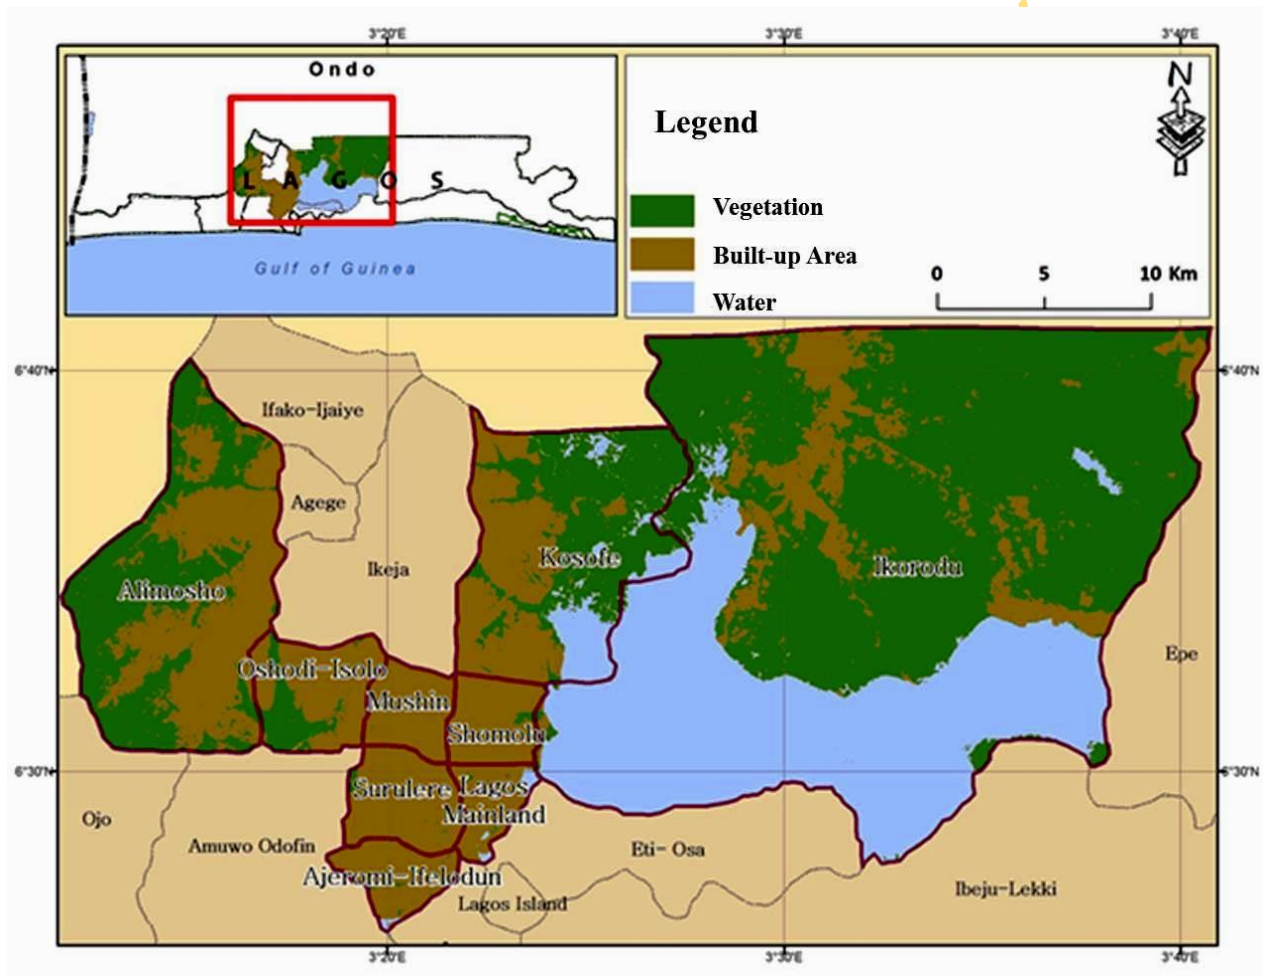 3°20'E
3°30'E
3°40'E
Ondo
L A G O S
Gulf of Guinea
Legend
N
Vegetation
Built-up Area
Water
0 5 10 Km
6°40'N
6°40'N
Ifako-Ijaiye
Agege
Ikeja
Kosofe
Ikorodu
Alimosho
Oshodi-Isolo
Mushin
Shomolu
Epe
6°30'N
6°30'N
Surulere
Lagos
Mainland
Ojo
Amuwo Odofin
Eti- Osa
Ajeromi-Ifelodun
Lagos Island
Ibeju-Lekki
3°20'E
3°30'E
3°40'E